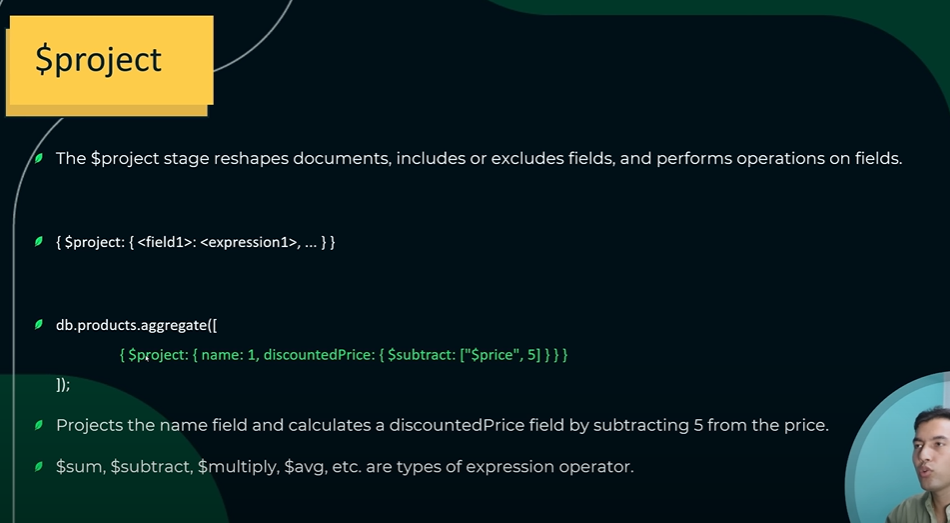 $project
The $project stage reshapes documents, includes or excludes fields, and performs operations on fields.
{ $project: { <field1>: <expression1>, ... } }
db.products.aggregate([
{ $project: { name: 1, discountedPrice: { $subtract: ["$price", 5] } } }
]);
Projects the name field and calculates a discountedPrice field by subtracting 5 from the price.
$sum, $subtract, $multiply, $avg, etc. are types of expression operator.